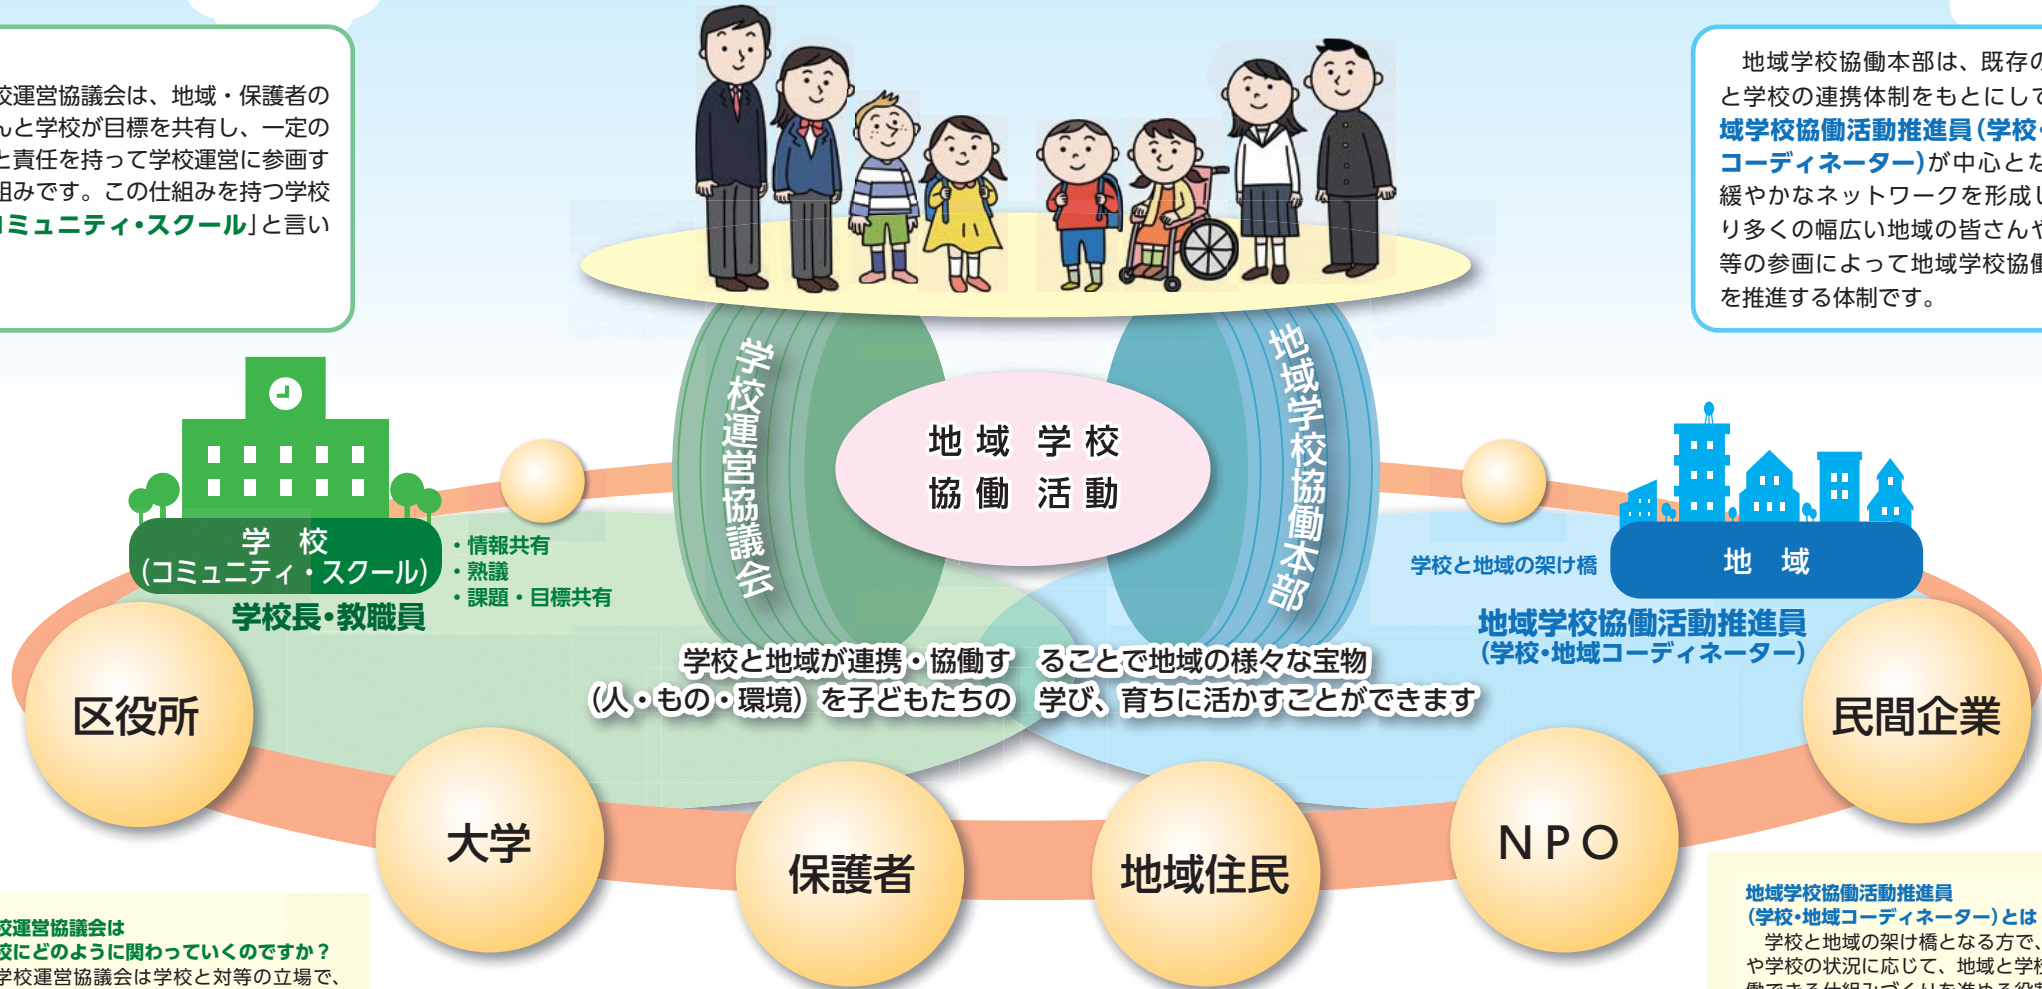 校運営協議会は、地域・保護者の
んと学校が目標を共有し、一定の
と責任を持って学校運営に参画す
組みです。この仕組みを持つ学校
コミュニティ・スクール」と言い
地域学校協働本部は、既存の
と学校の連携体制をもとにして
域学校協働活動推進員(学校・
コーディネーター)が中心とな
緩やかなネットワークを形成し
り多くの幅広い地域の皆さんや
等の参画によって地域学校協働
を推進する体制です。
学校運営協議会
地域学校協働本部
地域 学校
協働 活動
学 校
(コミュニティ・スクール)
学校長・教職員
・情報共有
・熟議
・課題・目標共有
学校と地域の架け橋
地 域
地域学校協働活動推進員
(学校・地域コーディネーター)
学校と地域が連携・協働す ることで地域の様々な宝物
(人・もの・環境)を子どもたちの 学び、育ちに活かすことができます
区役所
大学
保護者
地域住民
NPO
民間企業
校運営協議会は
校にどのように関わっていくのですか？
学校運営協議会は学校と対等の立場で、
地域学校協働活動推進員
(学校・地域コーディネーター)とは
学校と地域の架け橋となる方で、
や学校の状況に応じて、地域と学校
働できる仕組みづくりを進める役割